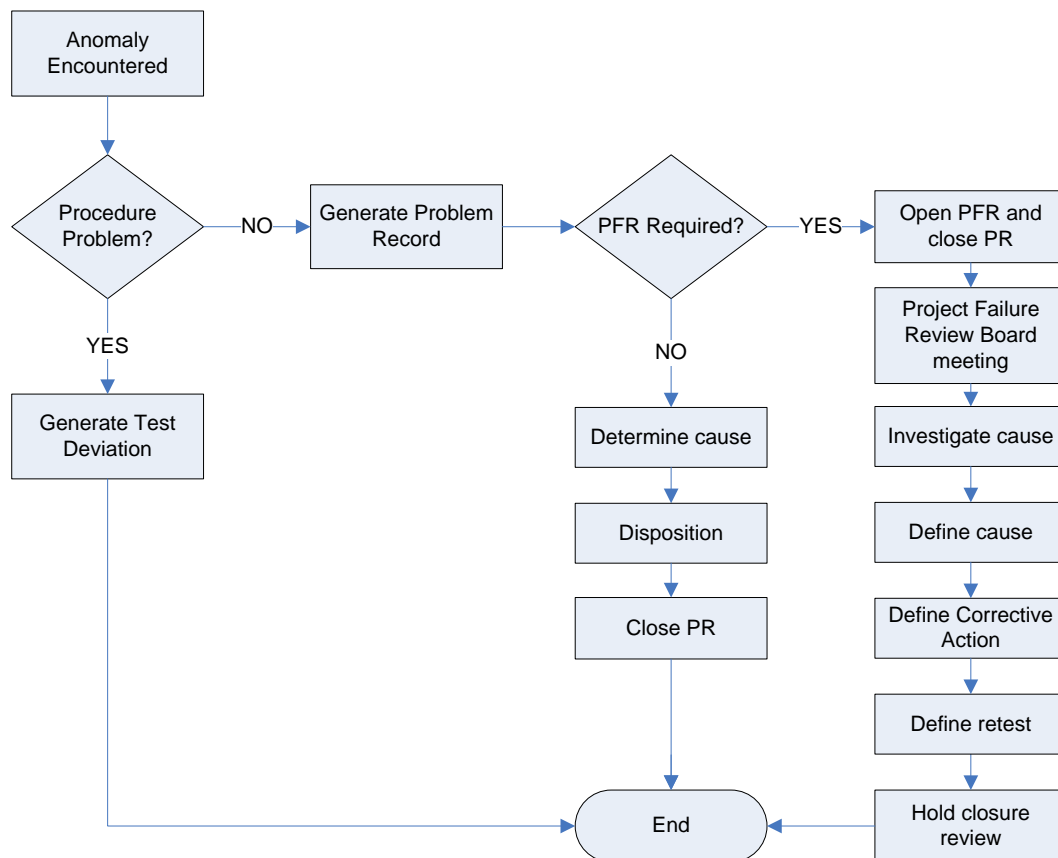 Anomaly
Encountered
Procedure
Problem?
NO
Generate Problem
Record
PFR Required?
YES
Open PFR and
close PR
YES
Generate Test
Deviation
NO
Determine cause
Disposition
Close PR
Project Failure
Review Board
meeting
Investigate cause
Define cause
Define Corrective
Action
Define retest
Hold closure
review
End